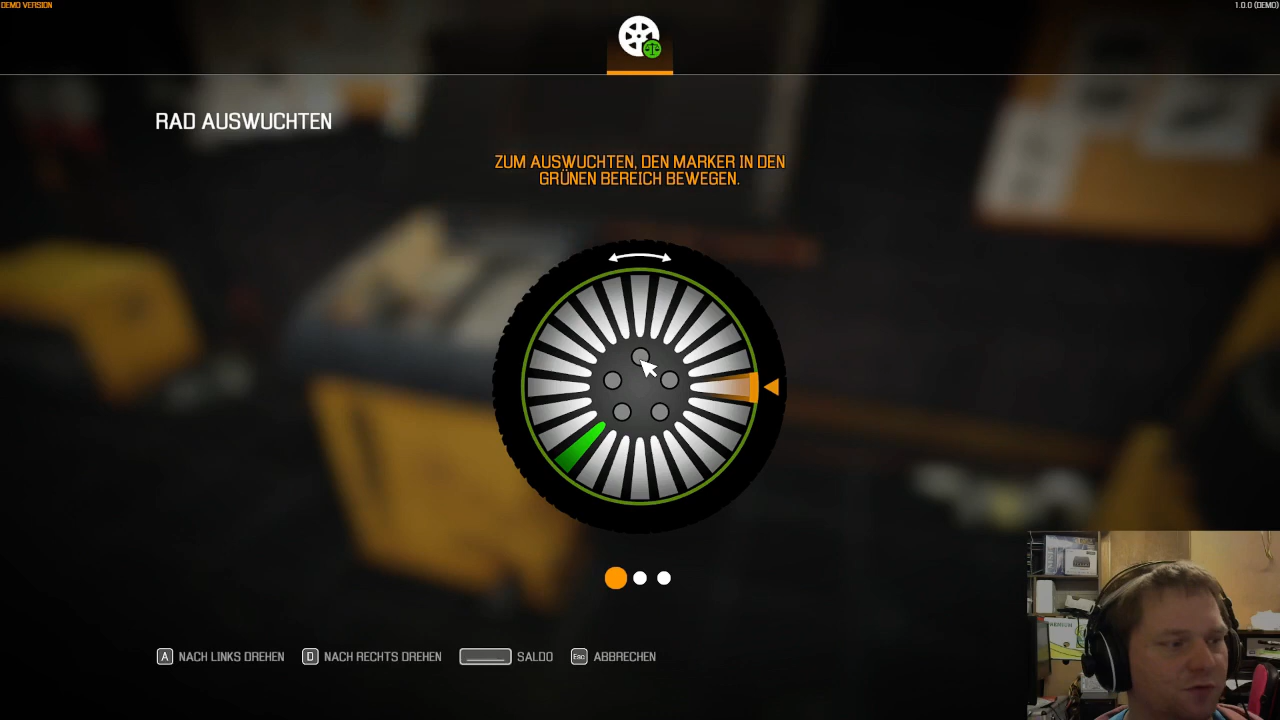 DEMO VERSION
1.0.0 (DEMO)
RAD AUSWUCHTEN
ZUM AUSWUCHTEN, DEN MARKER IN DEN
GRÜNEN BEREICH BEWEGEN.
A NACH LINKS DREHEN D NACH RECHTS DREHEN SALDO Esc ABBRECHEN